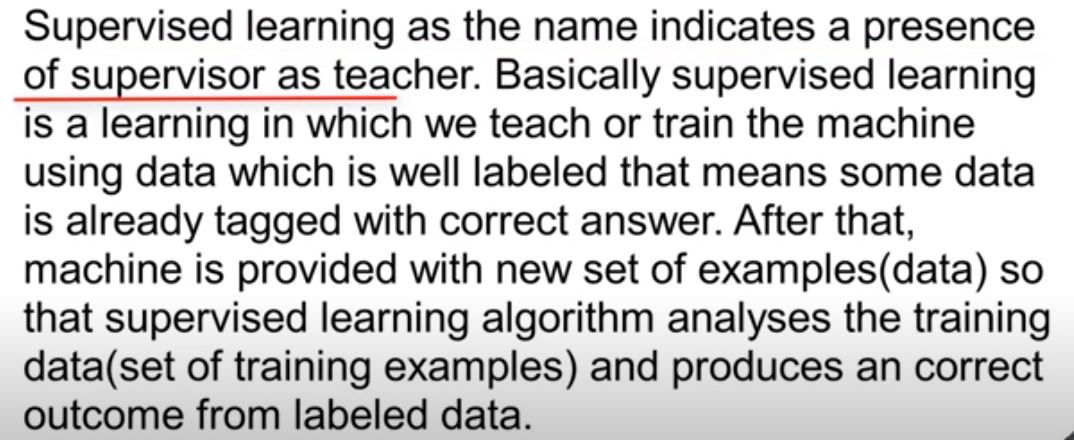 Supervised learning as the name indicates a presence
of supervisor as teacher. Basically supervised learning
is a learning in which we teach or train the machine
using data which is well labeled that means some data
is already tagged with correct answer. After that,
machine is provided with new set of examples(data) so
that supervised learning algorithm analyses the training
data(set of training examples) and produces an correct
outcome from labeled data.